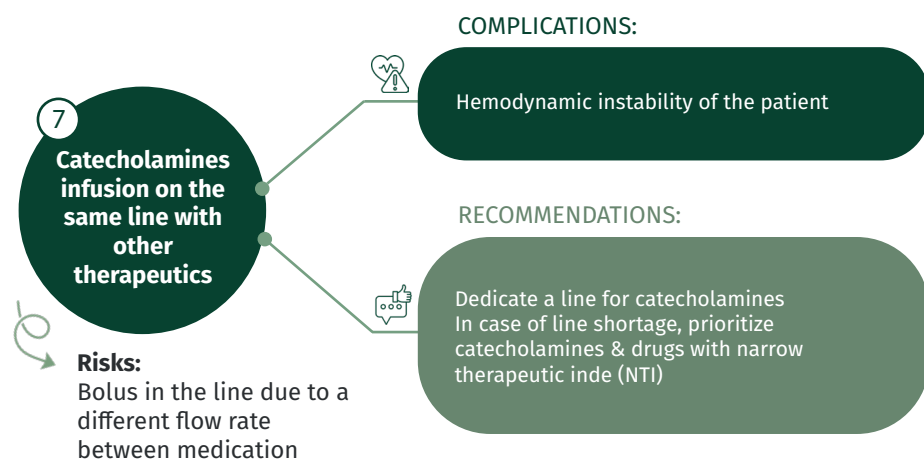 7
Catecholamines
infusion on the
same line with
other
therapeutics
Risks:
Bolus in the line due to a
different flow rate
between medication
COMPLICATIONS:
Hemodynamic instability of the patient
RECOMMENDATIONS:
Dedicate a line for catecholamines
In case of line shortage, prioritize
catecholamines & drugs with narrow
therapeutic inde (NTI)